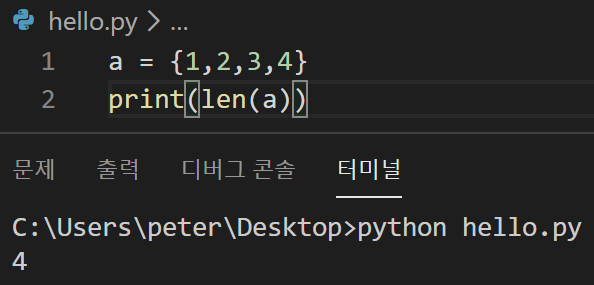 hello.py > ...
1 a = {1,2,3,4}
2 print(len(a))
문제 출력 디버그 콘솔 터미널
C:\Users\peter\Desktop>python hello.py
4